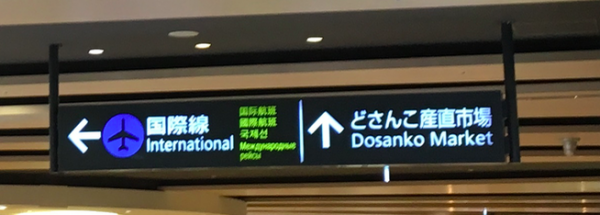 国際線
International
国际航班
國際航班
국제선
Международные
рейсы
どさんこ産直市場
Dosanko Market